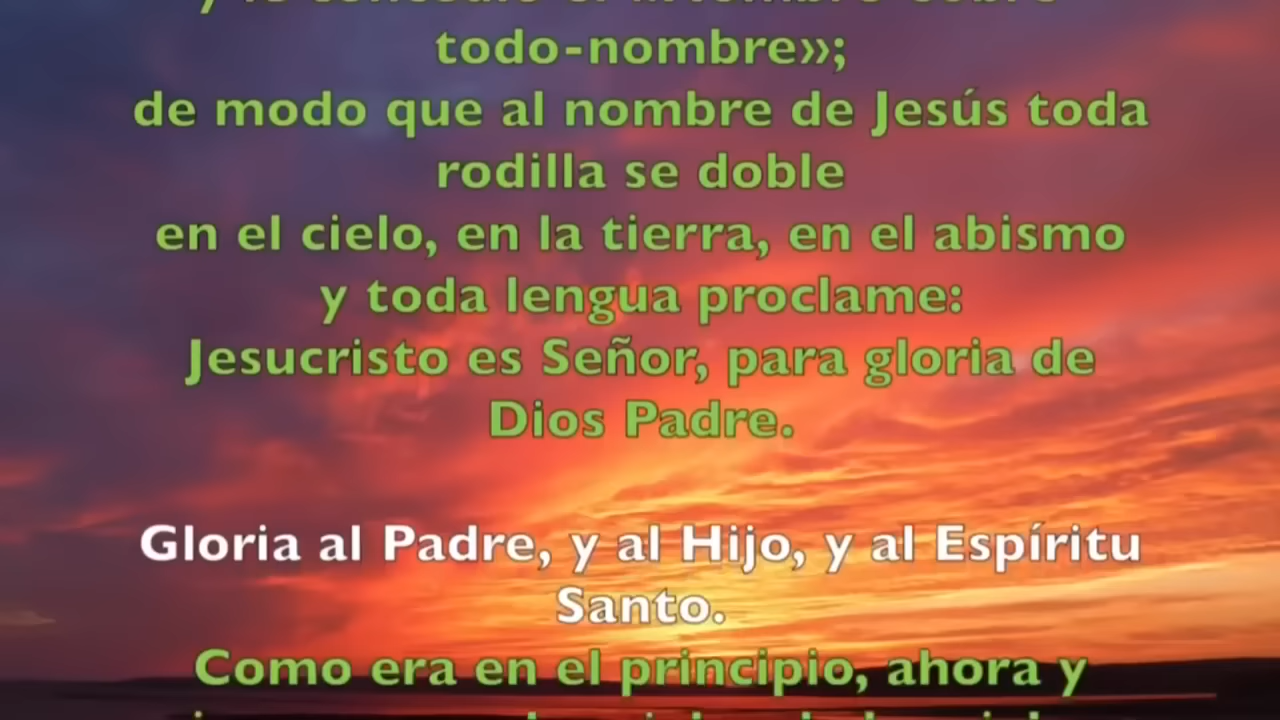 todo-nombre»;
de modo que al nombre de Jesús toda
rodilla se doble
en el cielo, en la tierra, en el abismo
y toda lengua proclame:
Jesucristo es Señor, para gloria de
Dios Padre.
Gloria al Padre, y al Hijo, y al Espíritu
Santo.
Como era en el principio, ahora y